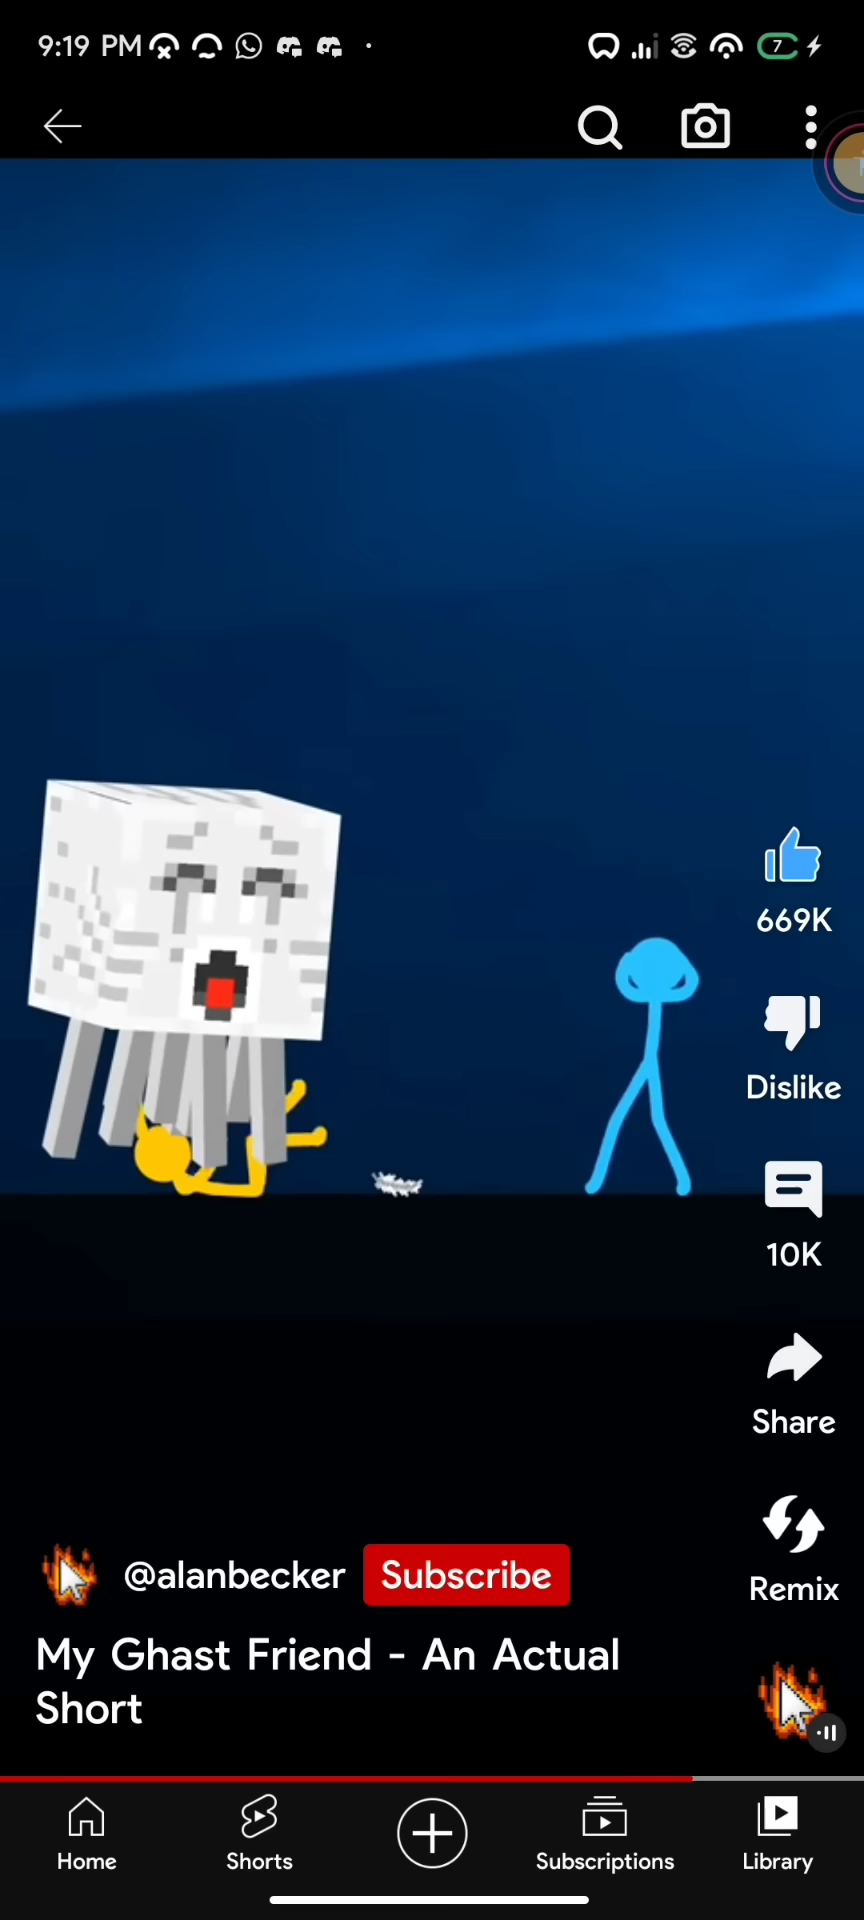 9:19 PM
7
669K
Dislike
10K
Share
Remix
@alanbecker
Subscribe
My Ghast Friend - An Actual
Short
Home
Shorts
Subscriptions
Library